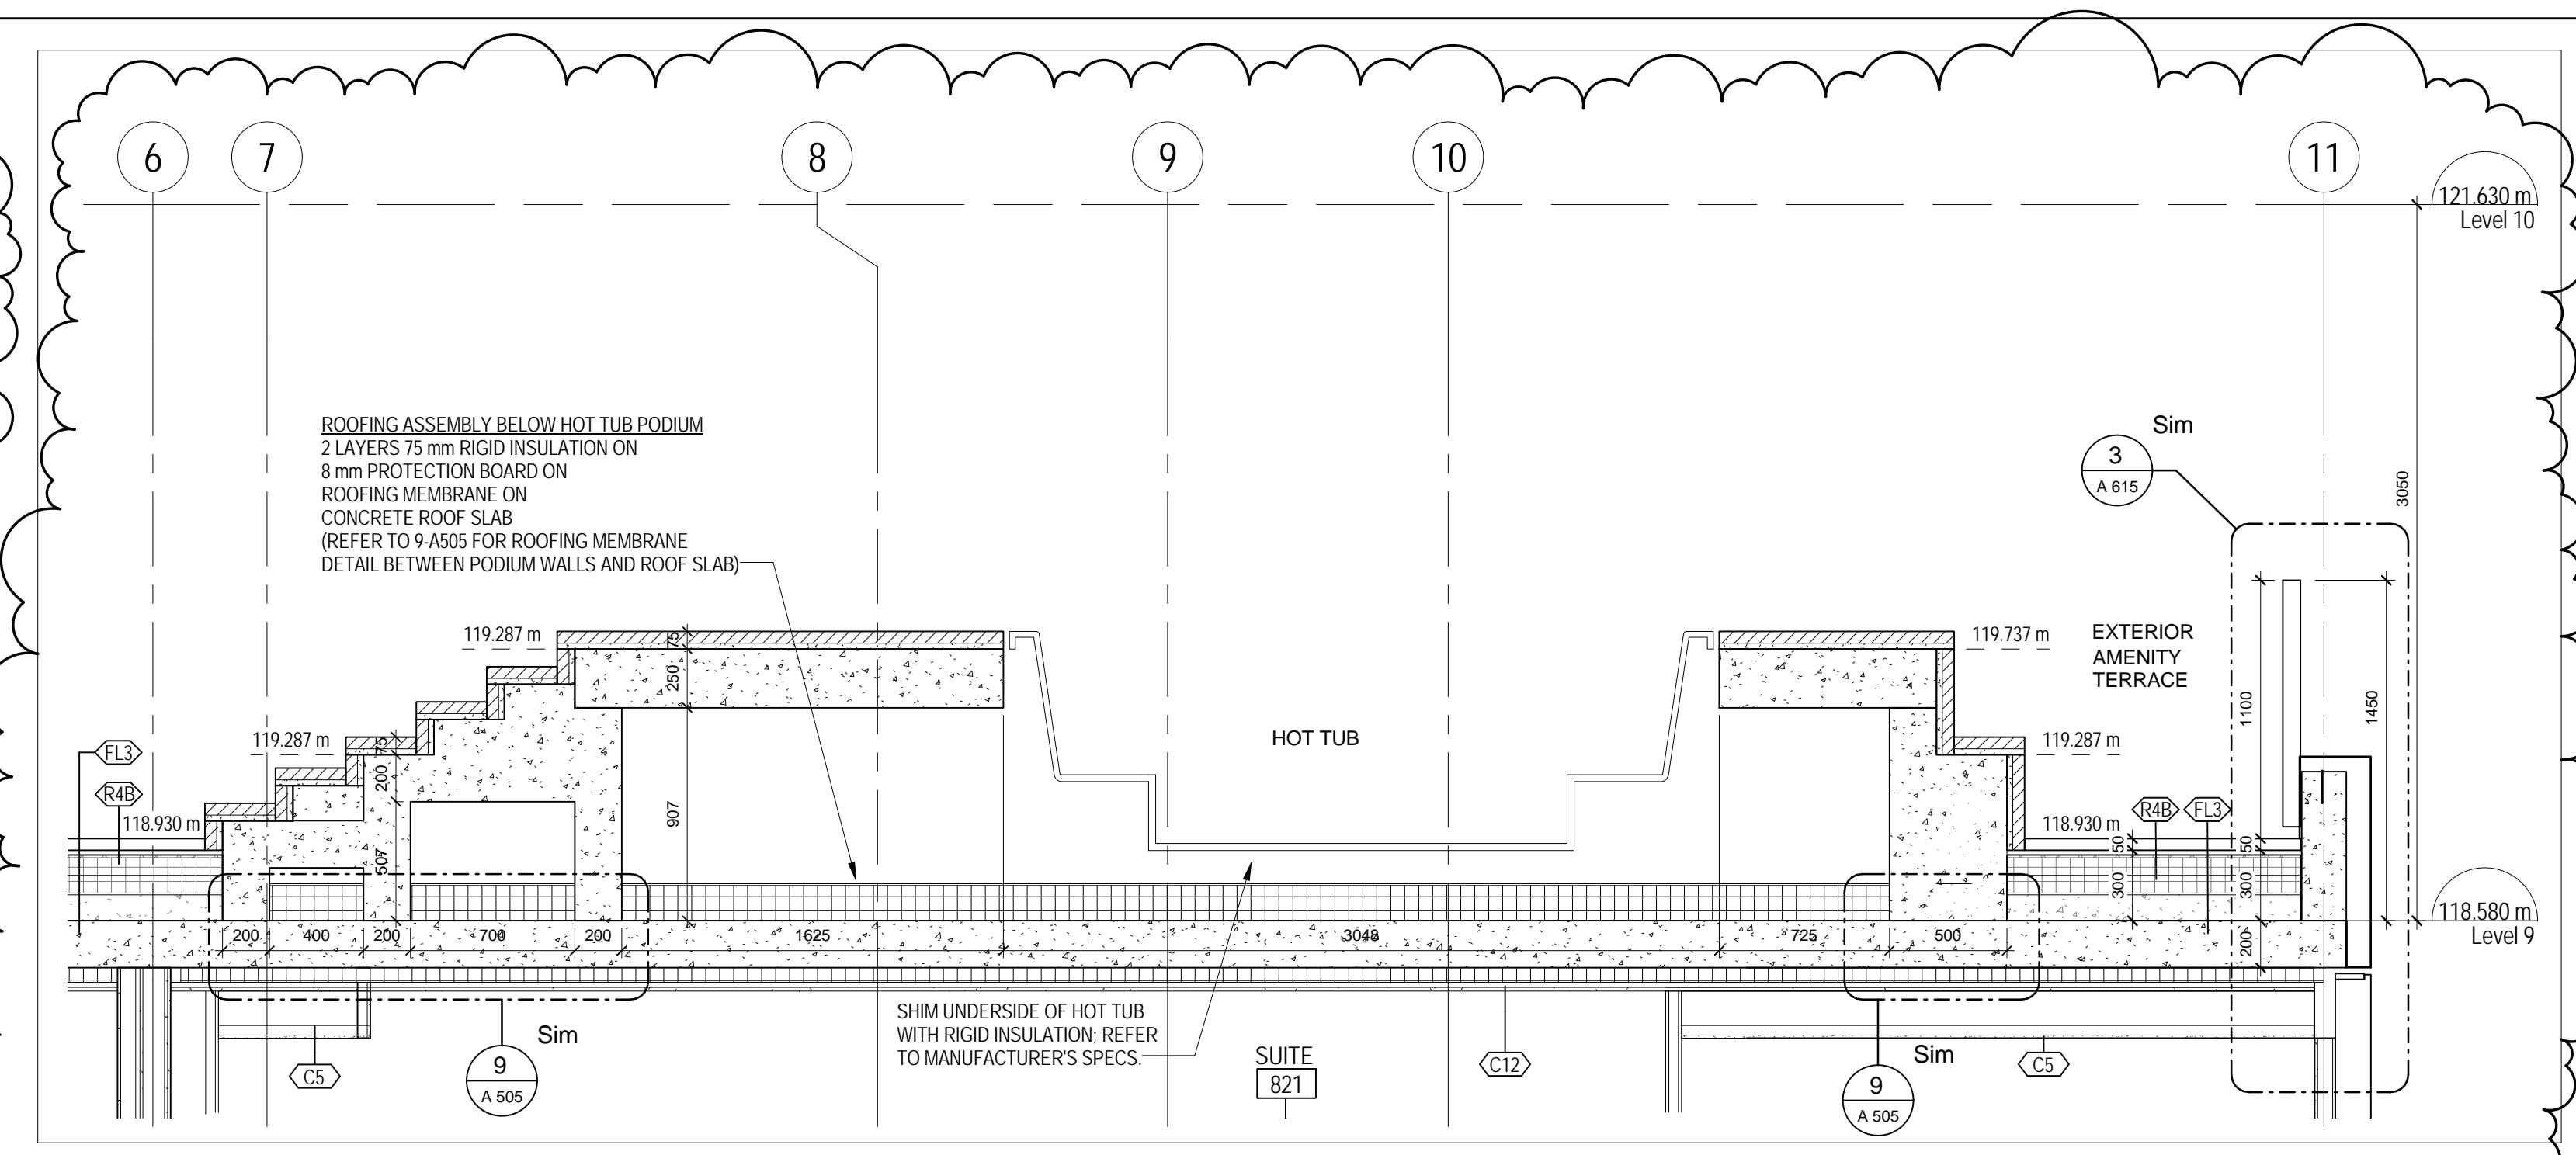 6
7
8
9
10
11
121.630 m
Level 10
ROOFING ASSEMBLY BELOW HOT TUB PODIUM
2 LAYERS 75 mm RIGID INSULATION ON
8 mm PROTECTION BOARD ON
ROOFING MEMBRANE ON
CONCRETE ROOF SLAB
(REFER TO 9-A505 FOR ROOFING MEMBRANE
DETAIL BETWEEN PODIUM WALLS AND ROOF SLAB)
Sim
3
A 615
3050
119.287 m
75
250
907
119.737 m
EXTERIOR
AMENITY
TERRACE
1100
1450
HOT TUB
119.287 m
75
200
507
119.287 m
FL3
R4B
118.930 m
118.930 m
R4B
FL3
50
300
50
300
200
118.580 m
Level 9
200
400
200
700
200
1625
3048
725
500
SHIM UNDERSIDE OF HOT TUB
WITH RIGID INSULATION; REFER
TO MANUFACTURER'S SPECS.
Sim
9
A 505
C5
SUITE
821
C12
Sim
9
A 505
C5